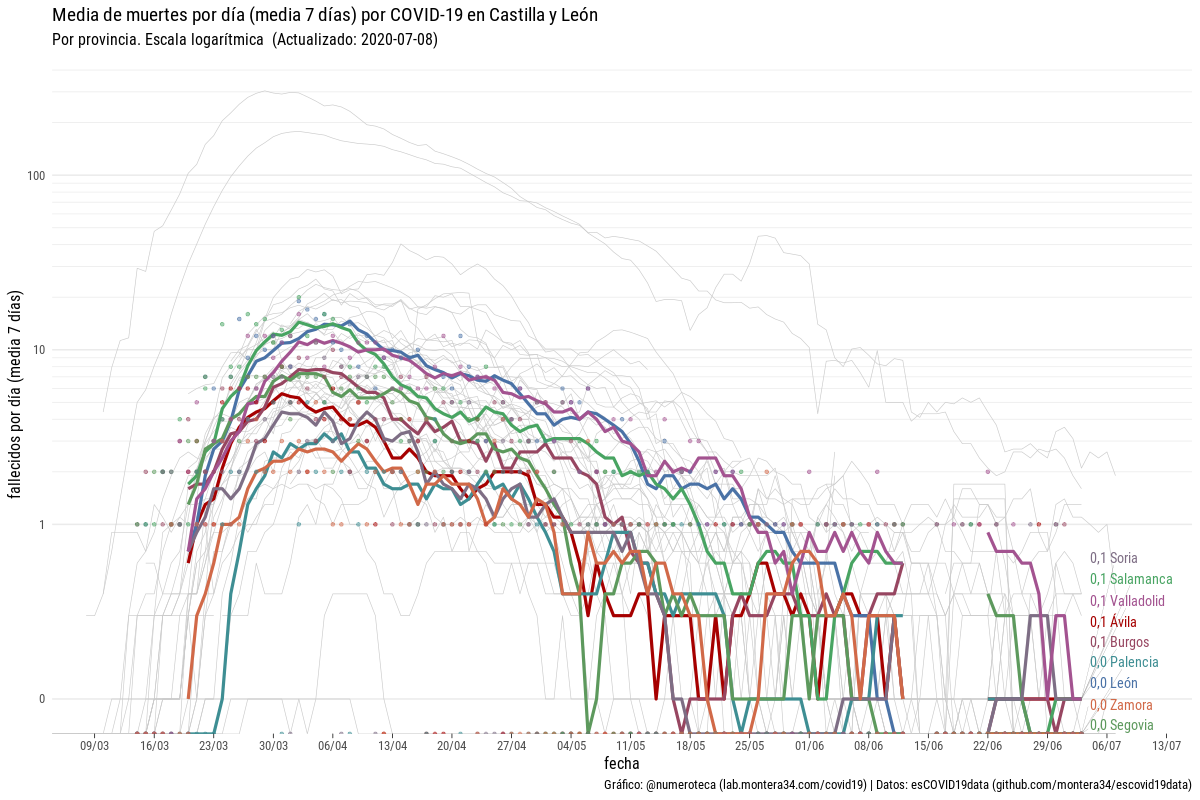 Media de muertes por día (media 7 días) por COVID-19 en Castilla y León
Por provincia. Escala logarítmica (Actualizado: 2020-07-08)
fallecidos por día (media 7 días)
100
10
1
0
0,1 Soria
0,1 Salamanca
0,1 Valladolid
0,1 Ávila
0,1 Burgos
0,0 Palencia
0,0 León
0,0 Zamora
0,0 Segovia
09/03 16/03 23/03 30/03 06/04 13/04 20/04 27/04 04/05 11/05 18/05 25/05 01/06 08/06 15/06 22/06 29/06 06/07 13/07
fecha
Gráfico: @numeroteca (lab.montera34.com/covid19) | Datos: esCOVID19data (github.com/montera34/escovid19data)